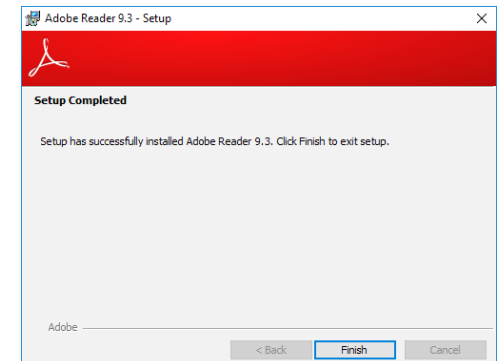 Adobe Reader 9.3 - Setup
Setup Completed
Setup has successfully installed Adobe Reader 9.3. Click Finish to exit setup.
Adobe
< Back Finish Cancel